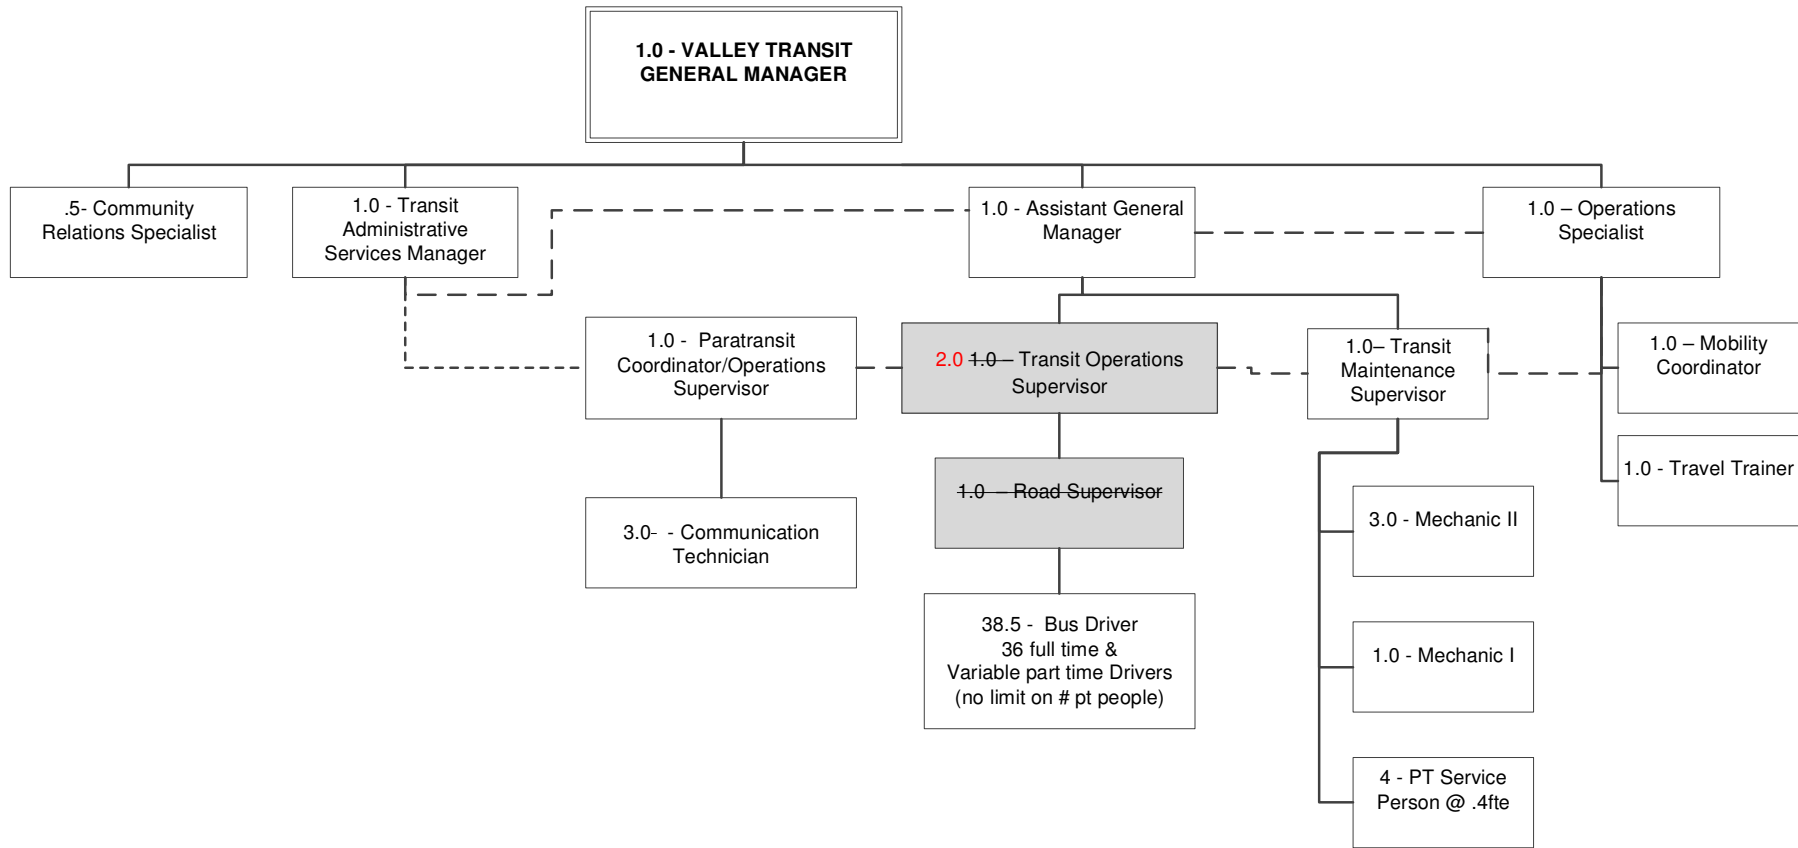 1.0 - VALLEY TRANSIT
GENERAL MANAGER
.5- Community
Relations Specialist
1.0 - Transit
Administrative
Services Manager
1.0 - Assistant General
Manager
1.0 – Operations
Specialist
1.0 - Paratransit
Coordinator/Operations
Supervisor
2.0 1.0 – Transit Operations
Supervisor
1.0– Transit
Maintenance
Supervisor
1.0 – Mobility
Coordinator
1.0 - Travel Trainer
1.0 – Road Supervisor
3.0- - Communication
Technician
3.0 - Mechanic II
38.5 - Bus Driver
36 full time &
Variable part time Drivers
(no limit on # pt people)
1.0 - Mechanic I
4 - PT Service
Person @ .4fte